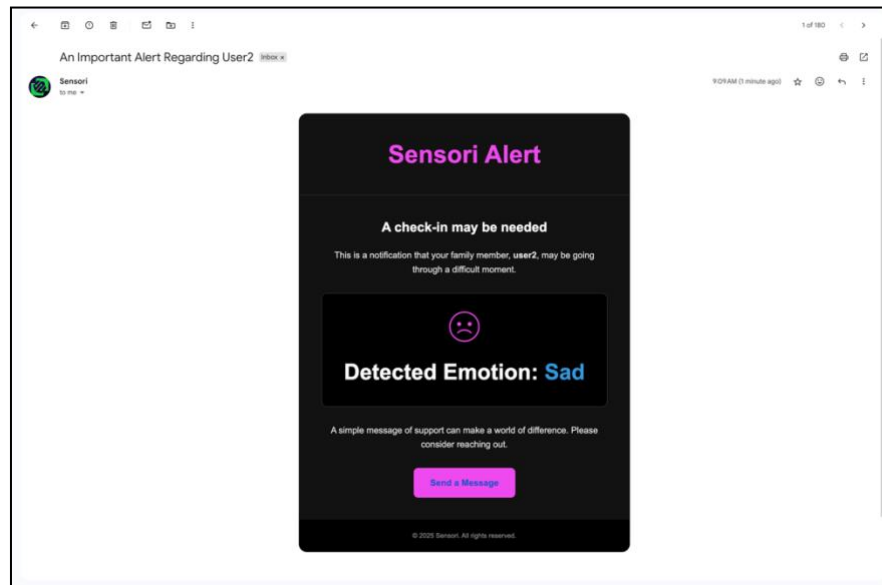 1 of 180
An Important Alert Regarding User2 Inbox x
Sensori
to me
9:09 AM (1 minute ago)
Sensori Alert
A check-in may be needed
This is a notification that your family member, user2, may be going
through a difficult moment.
Detected Emotion: Sad
A simple message of support can make a world of difference. Please
consider reaching out.
Send a Message
© 2025 Sensori. All rights reserved.